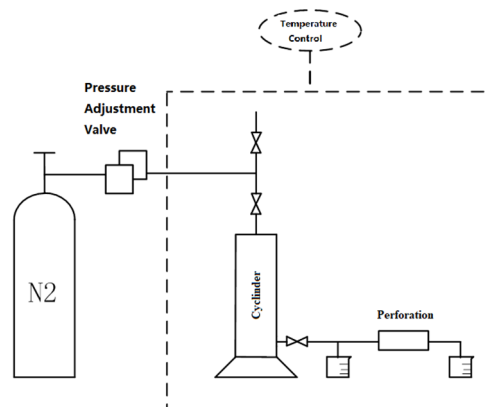 Temperature
Control
Pressure
Adjustment
Valve
N2
Cyclinder
Perforation